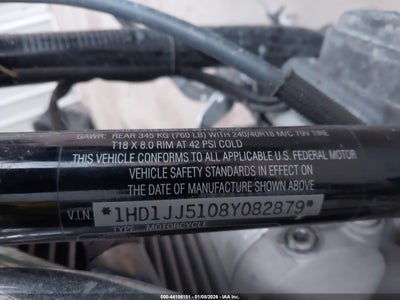 GAWR: REAR 345 KG (760 LB) WITH 240/40R18 M/C 79V TIRE
T18 X 8.0 RIM AT 42 PSI COLD
THIS VEHICLE CONFORMS TO ALL APPLICABLE U.S. FEDERAL MOTOR
VEHICLE SAFETY STANDARDS IN EFFECT ON
THE DATE OF MANUFACTURE SHOWN ABOVE
V.I.N. *1HD1JJ5108Y082879*
TYPE MOTORCYCLE
000-44108151 - 01/09/2026 - © IAA Inc.